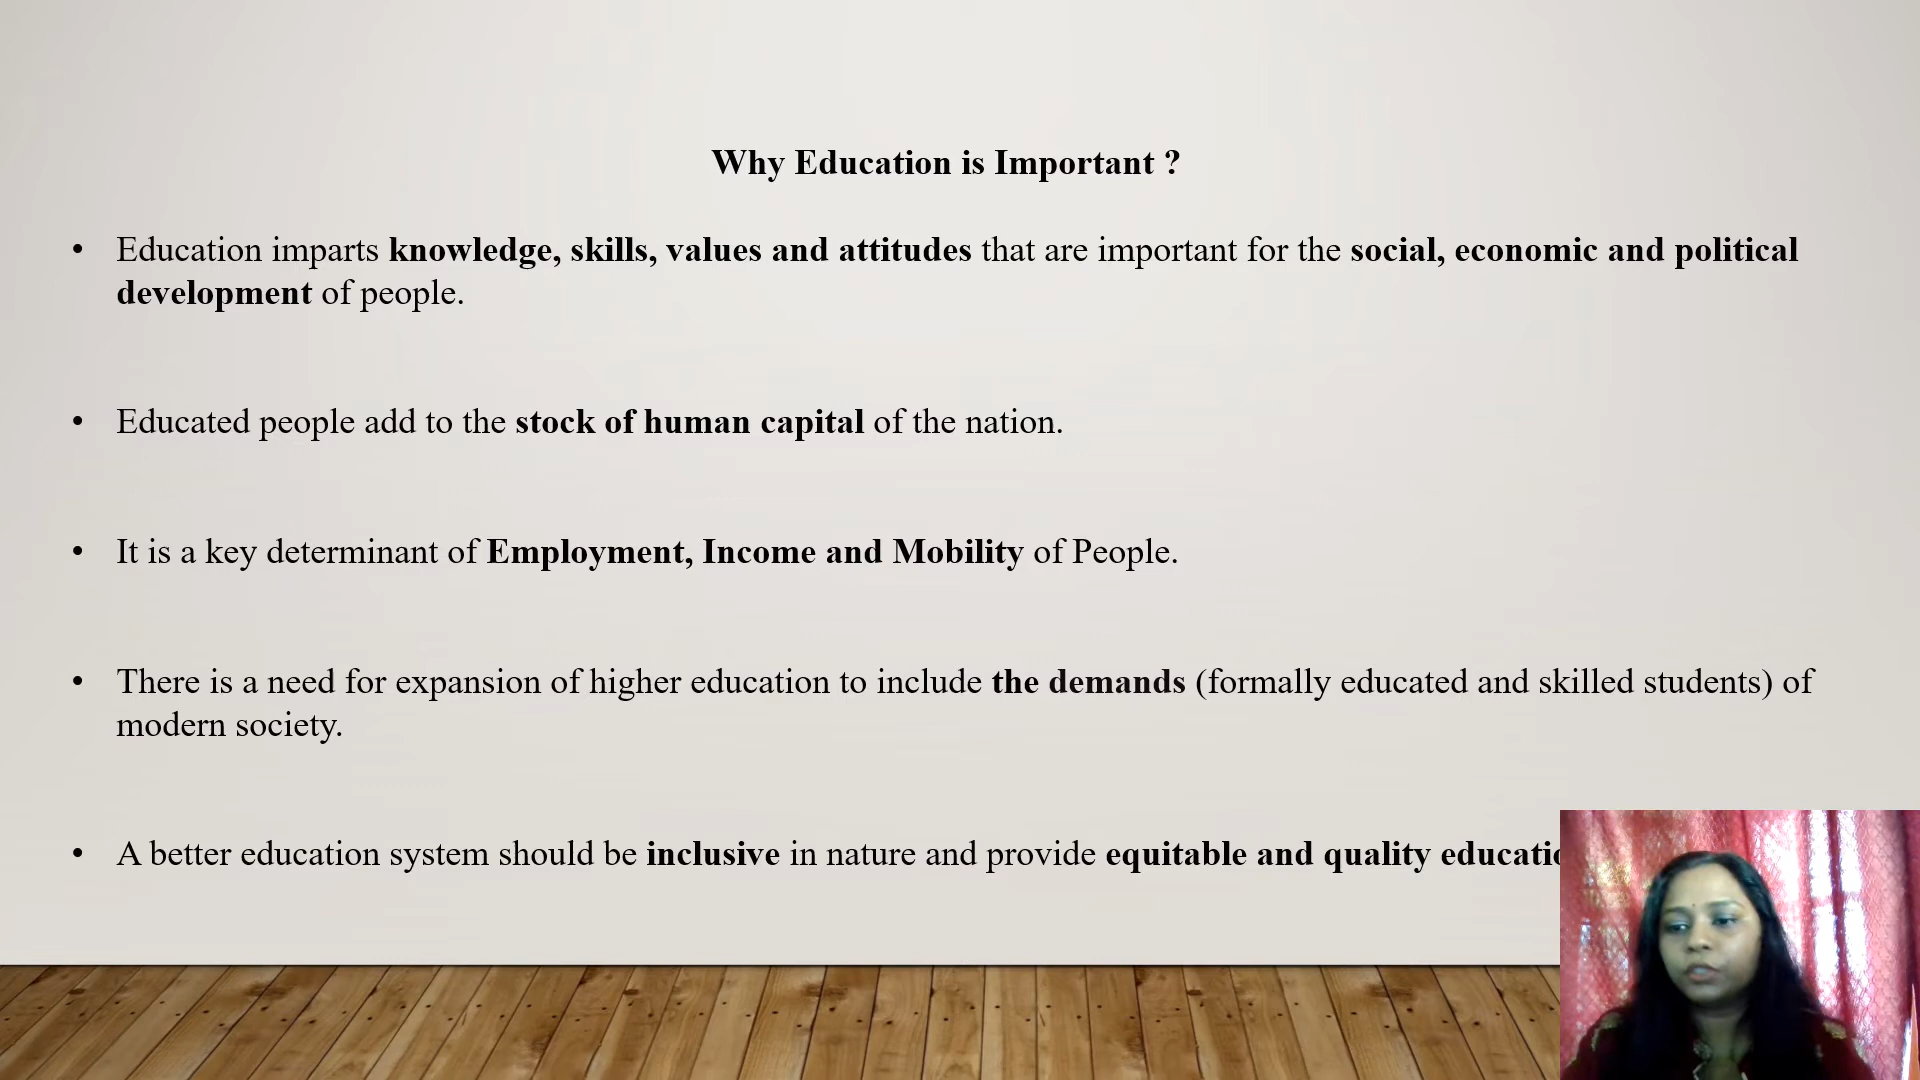 Why Education is Important ?
• Education imparts knowledge, skills, values and attitudes that are important for the social, economic and political
development of people.
• Educated people add to the stock of human capital of the nation.
• It is a key determinant of Employment, Income and Mobility of People.
• There is a need for expansion of higher education to include the demands (formally educated and skilled students) of
modern society.
• A better education system should be inclusive in nature and provide equitable and quality